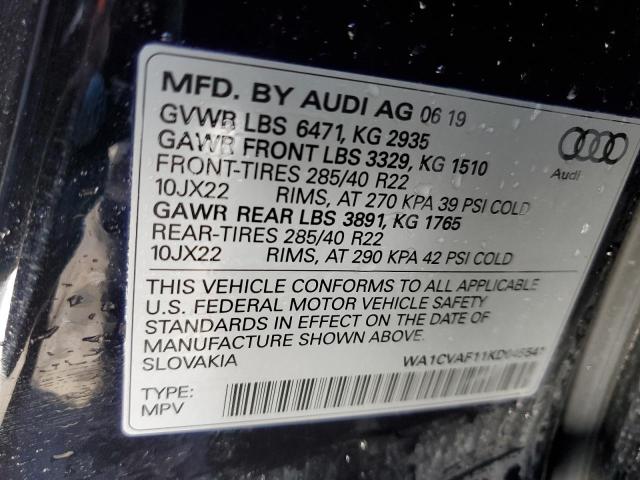 MFD. BY AUDI AG 06 19
GVWR LBS 6471, KG 2935
GAWR FRONT LBS 3329, KG 1510
FRONT-TIRES 285/40 R22
10JX22 RIMS, AT 270 KPA 39 PSI COLD
GAWR REAR LBS 3891, KG 1765
REAR-TIRES 285/40 R22
10JX22 RIMS, AT 290 KPA 42 PSI COLD
Audi
THIS VEHICLE CONFORMS TO ALL APPLICABLE
U.S. FEDERAL MOTOR VEHICLE SAFETY
STANDARDS IN EFFECT ON THE DATE OF
MANUFACTURE SHOWN ABOVE.
SLOVAKIA
TYPE:
MPV